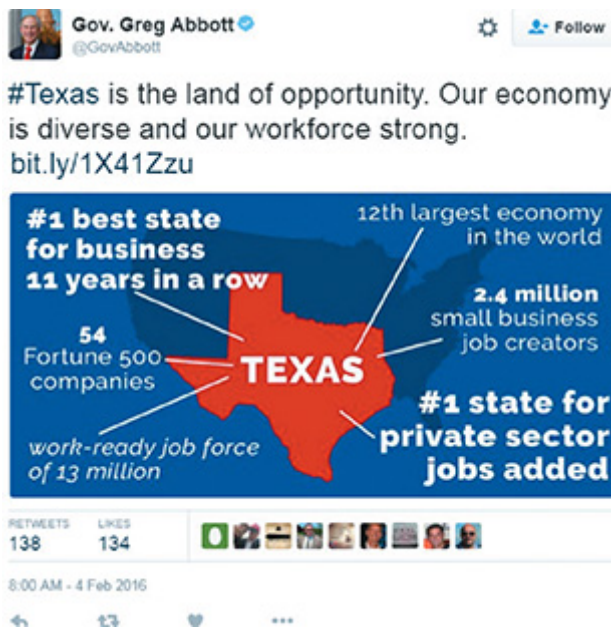 Gov. Greg Abbott
@GovAbbott
Follow
#Texas is the land of opportunity. Our economy
is diverse and our workforce strong.
bit.ly/1X41Zzu
#1 best state
for business
11 years in a row
12th largest economy
in the world
54
Fortune 500
companies
2.4 million
small business
job creators
TEXAS
work-ready job force
of 13 million
#1 state for
private sector
jobs added
RETWEETS LIKES
138 134
8:00 AM - 4 Feb 2016